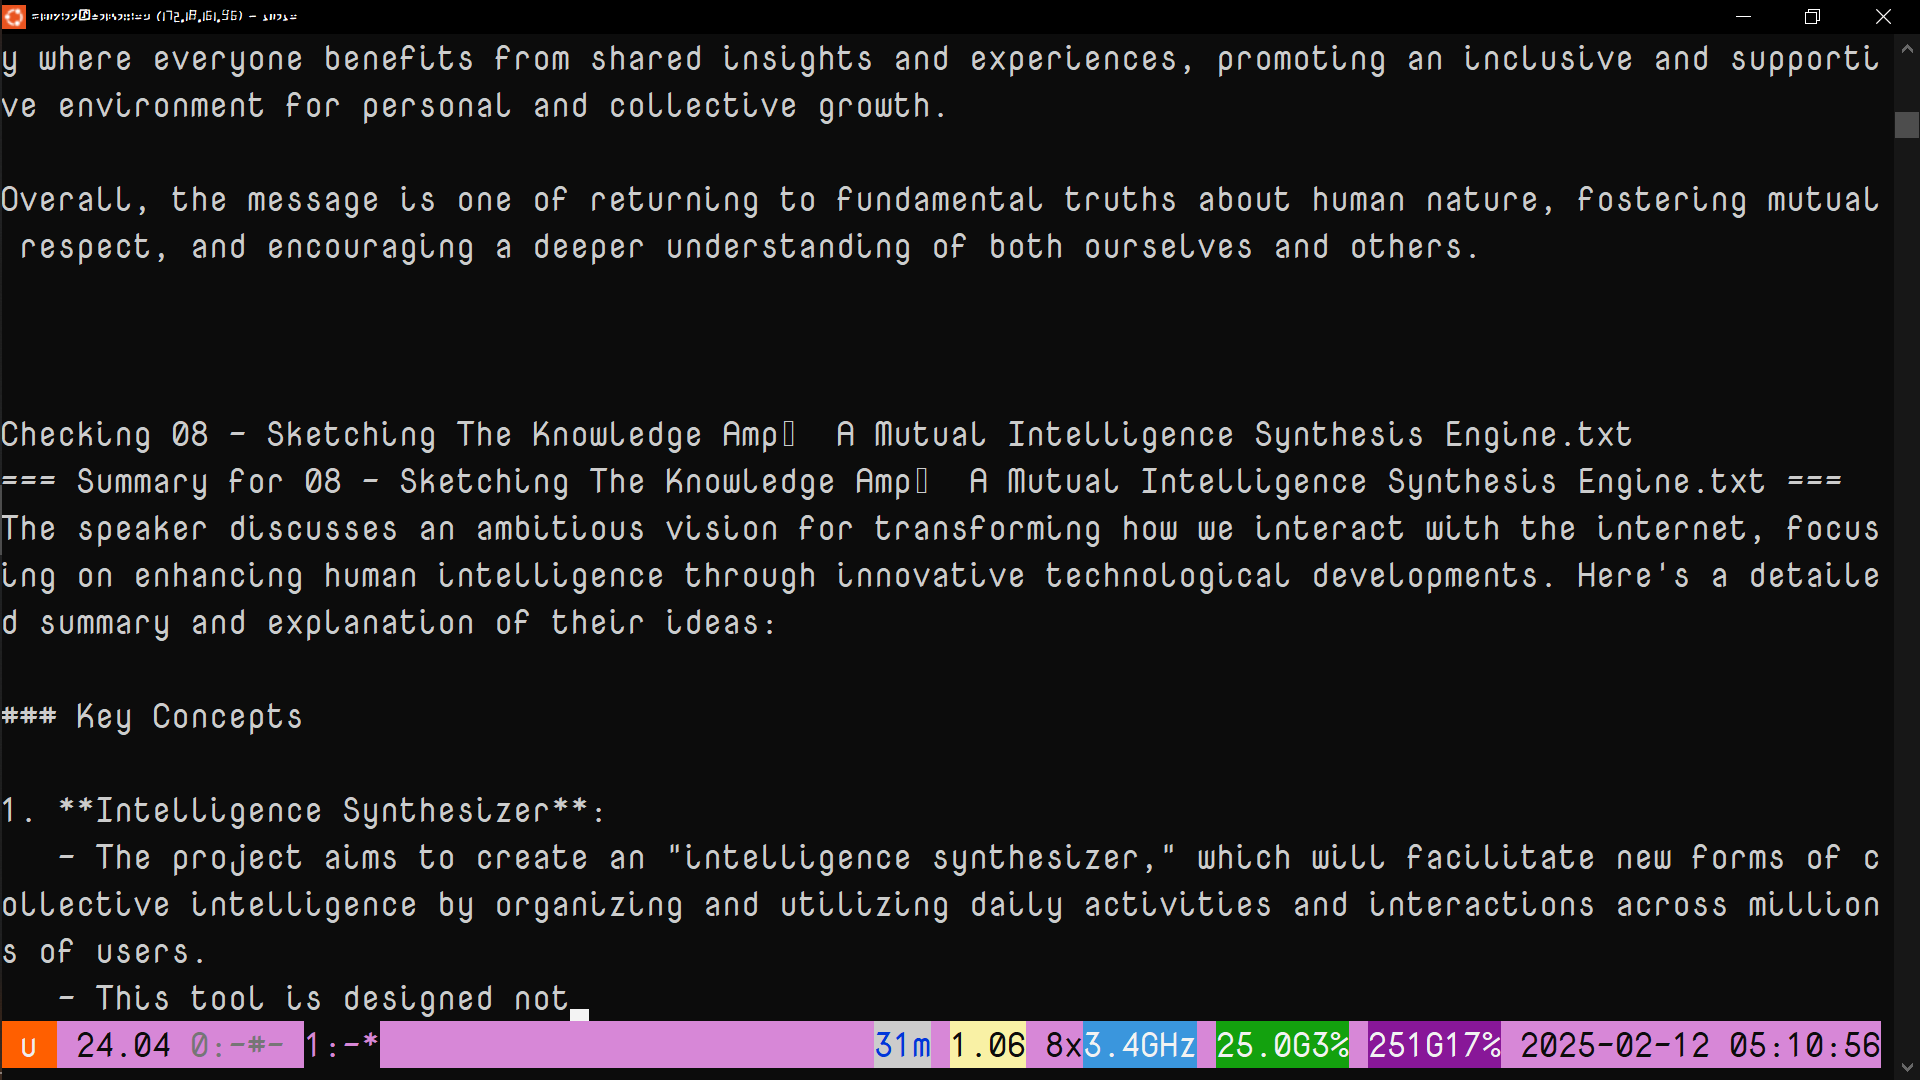 (172.18.161.96) -
y where everyone benefits from shared insights and experiences, promoting an inclusive and supporti
ve environment for personal and collective growth.
Overall, the message is one of returning to fundamental truths about human nature, fostering mutual
respect, and encouraging a deeper understanding of both ourselves and others.
Checking 08 - Sketching The Knowledge Amp▯  A Mutual Intelligence Synthesis Engine.txt
=== Summary for 08 - Sketching The Knowledge Amp▯  A Mutual Intelligence Synthesis Engine.txt ===
The speaker discusses an ambitious vision for transforming how we interact with the internet, focus
ing on enhancing human intelligence through innovative technological developments. Here's a detaile
d summary and explanation of their ideas:
### Key Concepts
1. **Intelligence Synthesizer**:
- The project aims to create an "intelligence synthesizer," which will facilitate new forms of c
ollective intelligence by organizing and utilizing daily activities and interactions across million
s of users.
- This tool is designed not
u 24.04 0:-#- 1:-* 31m 1.06 8x3.4GHz 25.0G3% 251G17% 2025-02-12 05:10:56